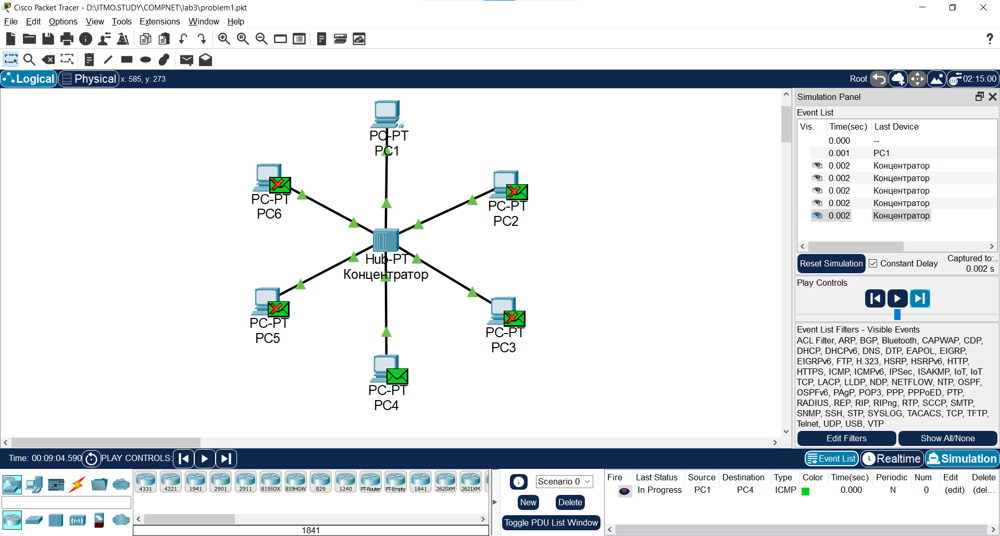 Cisco Packet Tracer - D:\ITMO.STUDY\COMPNET\lab3\problem1.pkt
File Edit Options View Tools Extensions Window Help
?
Logical Physical x: 585, y: 273 Root 02:15:00
PC-PT
PC1
PC-PT
PC6
PC-PT
PC2
Hub-PT
Концентратор
PC-PT
PC5
PC-PT
PC3
PC-PT
PC4
Simulation Panel
Event List
Vis. Time(sec) Last Device
0.000 --
0.001 PC1
0.002 Концентратор
0.002 Концентратор
0.002 Концентратор
0.002 Концентратор
0.002 Концентратор
Reset Simulation Constant Delay Captured to:
0.002 s
Play Controls
Event List Filters - Visible Events
ACL Filter, ARP, BGP, Bluetooth, CAPWAP, CDP,
DHCP, DHCPv6, DNS, DTP, EAPOL, EIGRP,
EIGRPv6, FTP, H.323, HSRP, HSRPv6, HTTP,
HTTPS, ICMP, ICMPv6, IPSec, ISAKMP, IoT, IoT
TCP, LACP, LLDP, NDP, NETFLOW, NTP, OSPF,
OSPFv6, PAgP, POP3, PPP, PPPoED, PTP,
RADIUS, REP, RIP, RIPng, RTP, SCCP, SMTP,
SNMP, SSH, STP, SYSLOG, TACACS, TCP, TFTP,
Telnet, UDP, USB, VTP
Edit Filters Show All/None
Time: 00:09:04.590 PLAY CONTROLS: Event List Realtime Simulation
4331 4321 1941 2901 2911 819IOX 819HGW 829 1240 PT-Router PT-Empty 1841 2620XM 2621XM
1841
Scenario 0
New Delete
Toggle PDU List Window
Fire Last Status Source Destination Type Color Time(sec) Periodic Num Edit Delete
In Progress PC1 PC4 ICMP 0.000 N 0 (edit) (del...